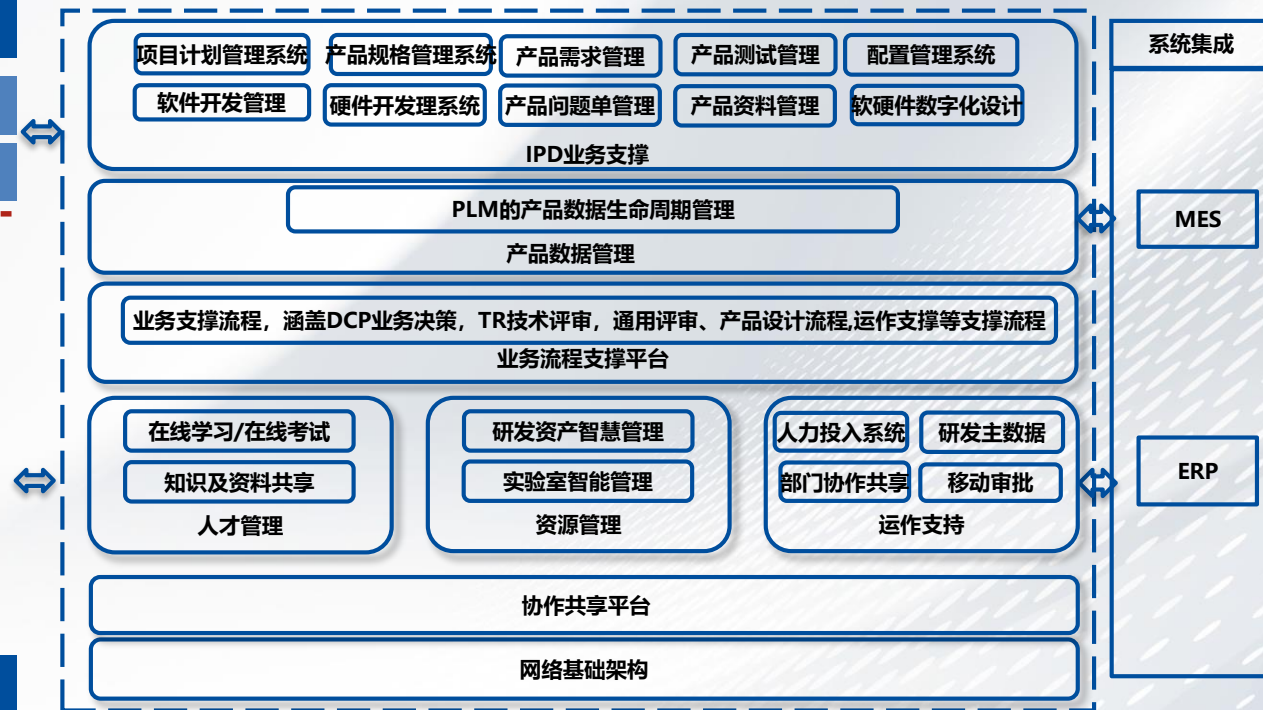 项目计划管理系统 产品规格管理系统 产品需求管理 产品测试管理 配置管理系统
软件开发管理 硬件开发理系统 产品问题单管理 产品资料管理 软硬件数字化设计
IPD业务支撑
PLM的产品数据生命周期管理
产品数据管理
业务支撑流程，涵盖DCP业务决策，TR技术评审，通用评审、产品设计流程,运作支撑等支撑流程
业务流程支撑平台
在线学习/在线考试
知识及资料共享
人才管理
研发资产智慧管理
实验室智能管理
资源管理
人力投入系统 研发主数据
部门协作共享 移动审批
运作支持
协作共享平台
网络基础架构
系统集成
MES
ERP